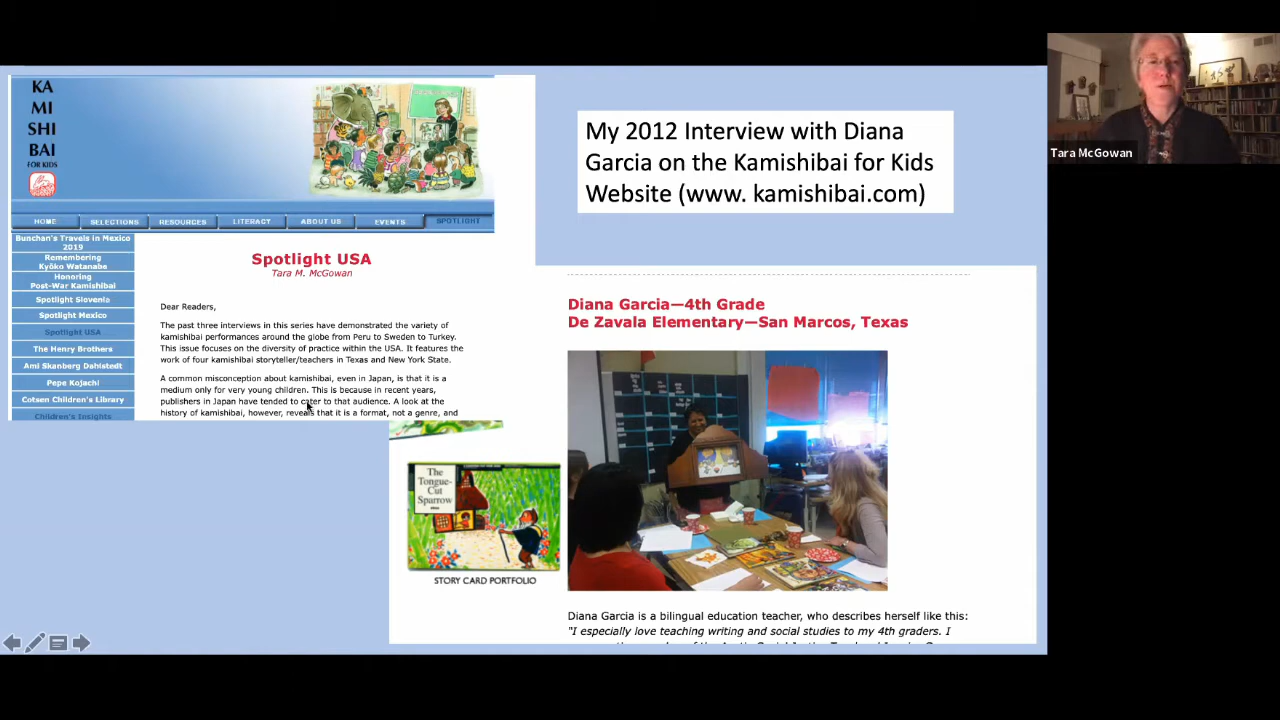 KA
MI
SHI
BAI
FOR KIDS
HOME
SELECTIONS
RESOURCES
LITERACY
ABOUT US
EVENTS
SPOTLIGHT
Bunchan's Travels in Mexico
2019
Remembering
Kyōko Watanabe
Honoring
Post-War Kamishibai
Spotlight Slovenia
Spotlight Mexico
Spotlight USA
The Henry Brothers
Ami Skanberg Dahlstedt
Pepe Kojachi
Cotsen Children's Library
Children's Insights
Spotlight USA
Tara M. McGowan
Dear Readers,
The past three interviews in this series have demonstrated the variety of
kamishibai performances around the globe from Peru to Sweden to Turkey.
This issue focuses on the diversity of practice within the USA. It features the
work of four kamishibai storyteller/teachers in Texas and New York State.
A common misconception about kamishibai, even in Japan, is that it is a
medium only for very young children. This is because in recent years,
publishers in Japan have tended to cater to that audience. A look at the
history of kamishibai, however, reveals that it is a format, not a genre, and
My 2012 Interview with Diana
Garcia on the Kamishibai for Kids
Website (www. kamishibai.com)
Diana Garcia—4th Grade
De Zavala Elementary—San Marcos, Texas
The
Tongue-
Cut
Sparrow
STORY CARD PORTFOLIO
Diana Garcia is a bilingual education teacher, who describes herself like this:
"I especially love teaching writing and social studies to my 4th graders. I
Tara McGowan